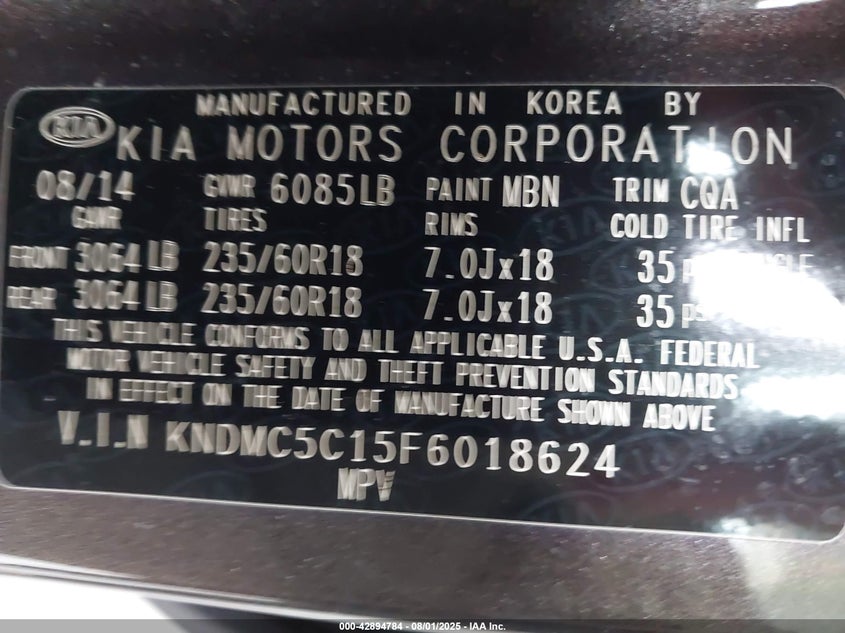 MANUFACTURED IN KOREA BY
KIA KIA MOTORS CORPORATION
08/14 GVWR 6085LB PAINT MBN TRIM CQA
GAWR TIRES RIMS COLD TIRE INFL
FRONT 3064 LB 235/60R18 7.0Jx18 35
REAR 3064 LB 235/60R18 7.0Jx18 35
THIS VEHICLE CONFORMS TO ALL APPLICABLE U.S.A. FEDERAL
MOTOR VEHICLE SAFETY AND THEFT PREVENTION STANDARDS
IN EFFECT ON THE DATE OF MANUFACTURE SHOWN ABOVE
V.I.N KNDMC5C15F6018624
MPV
000-42894784 - 08/01/2025 - IAA Inc.